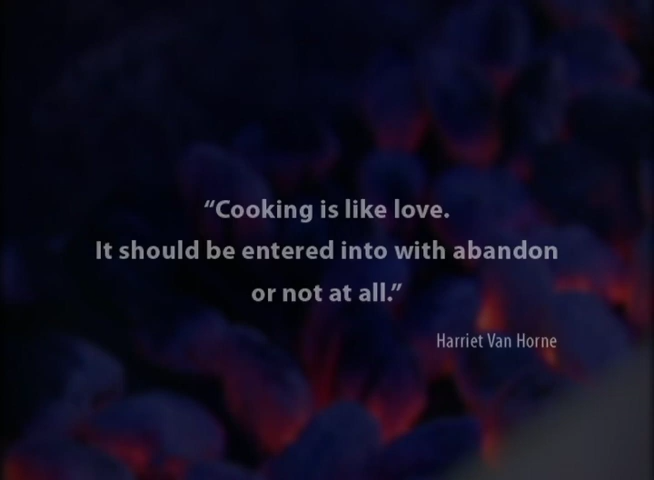 “Cooking is like love.
It should be entered into with abandon
or not at all.”
Harriet Van Horne